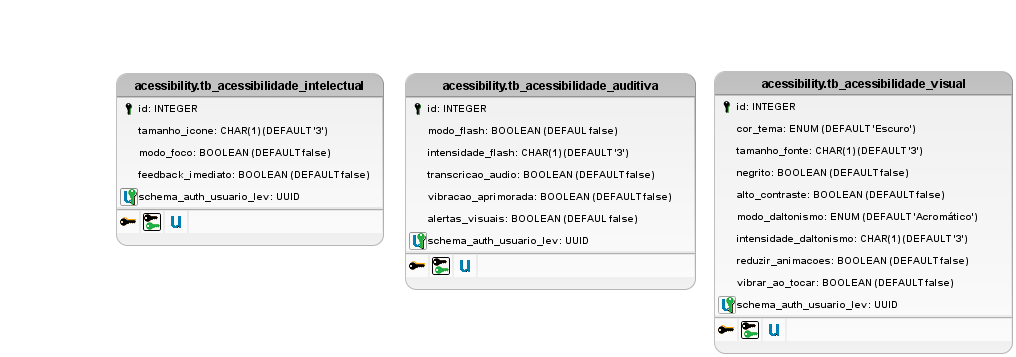 acessibility.tb_acessibilidade_intelectual
id: INTEGER
tamanho_icone: CHAR(1)(DEFAULT '3')
modo_foco: BOOLEAN (DEFAULT false)
feedback_imediato: BOOLEAN (DEFAULT false)
schema_auth_usuario_lev: UUID
u
acessibility.tb_acessibilidade_auditiva
id: INTEGER
modo_flash: BOOLEAN (DEFAUL false)
intensidade_flash: CHAR(1)(DEFAULT '3')
transcricao_audio: BOOLEAN (DEFAULT false)
vibracao_aprimorada: BOOLEAN (DEFAULT false)
alertas_visuais: BOOLEAN (DEFAUL false)
schema_auth_usuario_lev: UUID
u
acessibility.tb_acessibilidade_visual
id: INTEGER
cor_tema: ENUM (DEFAULT 'Escuro')
tamanho_fonte: CHAR(1)(DEFAULT '3')
negrito: BOOLEAN (DEFAULT false)
alto_contraste: BOOLEAN (DEFAULT false)
modo_daltonismo: ENUM (DEFAULT 'Acromático')
intensidade_daltonismo: CHAR(1)(DEFAULT '3')
reduzir_animacoes: BOOLEAN (DEFAULT false)
vibrar_ao_tocar: BOOLEAN (DEFAULT false)
schema_auth_usuario_lev: UUID
u